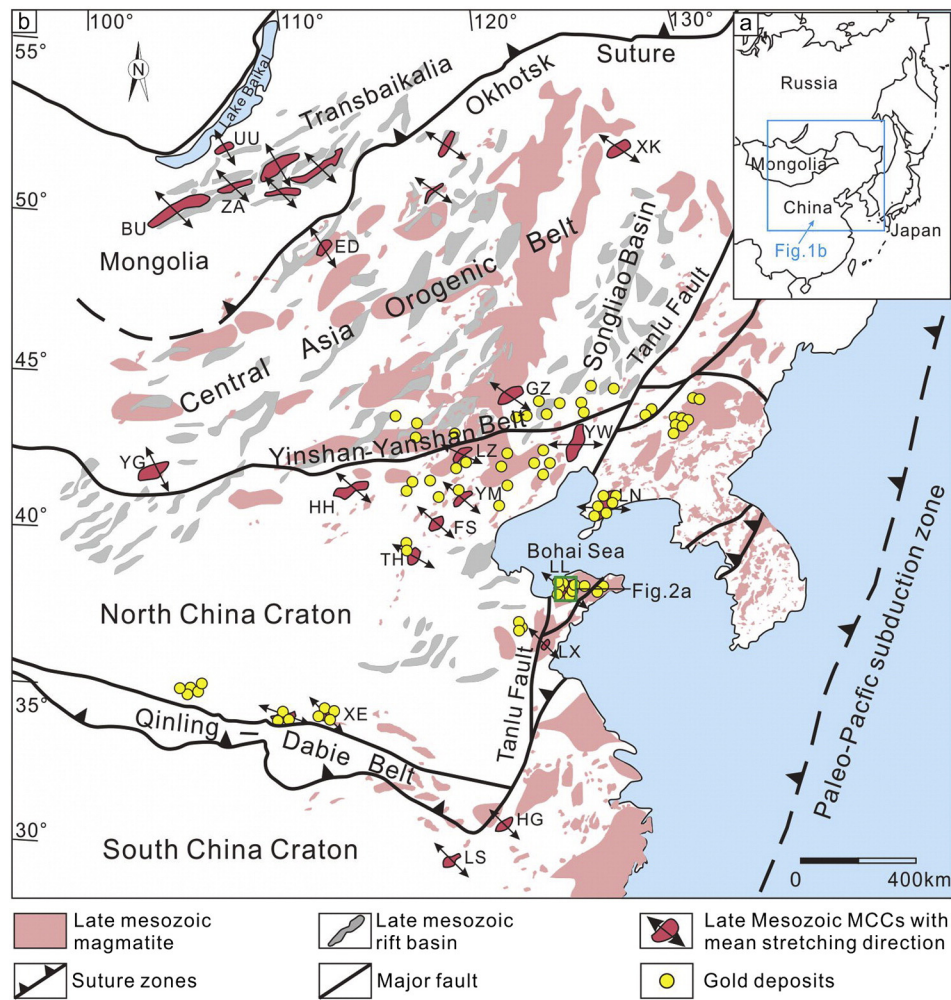 b
100°
110°
120°
130°
a
55°
50°
45°
40°
35°
30°
N
Lake Baikal
Transbaikalia
Okhotsk
Suture
UU
ZA
BU
XK
ED
Mongolia
Russia
Mongolia
China
Japan
Fig.1b
Central Asia Orogenic Belt
Songliao Basin
Tanlu Fault
GZ
Yinshan-Yanshan Belt
YW
LZ
YG
HH
YM
FS
TH
LN
Bohai Sea
LL
Fig.2a
North China Craton
LX
Tanlu Fault
XE
Qinling – Dabie Belt
HG
LS
South China Craton
Paleo-Pacfic subduction zone
0 400km
Late mesozoic
magmatite
Late mesozoic
rift basin
Late Mesozoic MCCs with
mean stretching direction
Suture zones
Major fault
Gold deposits